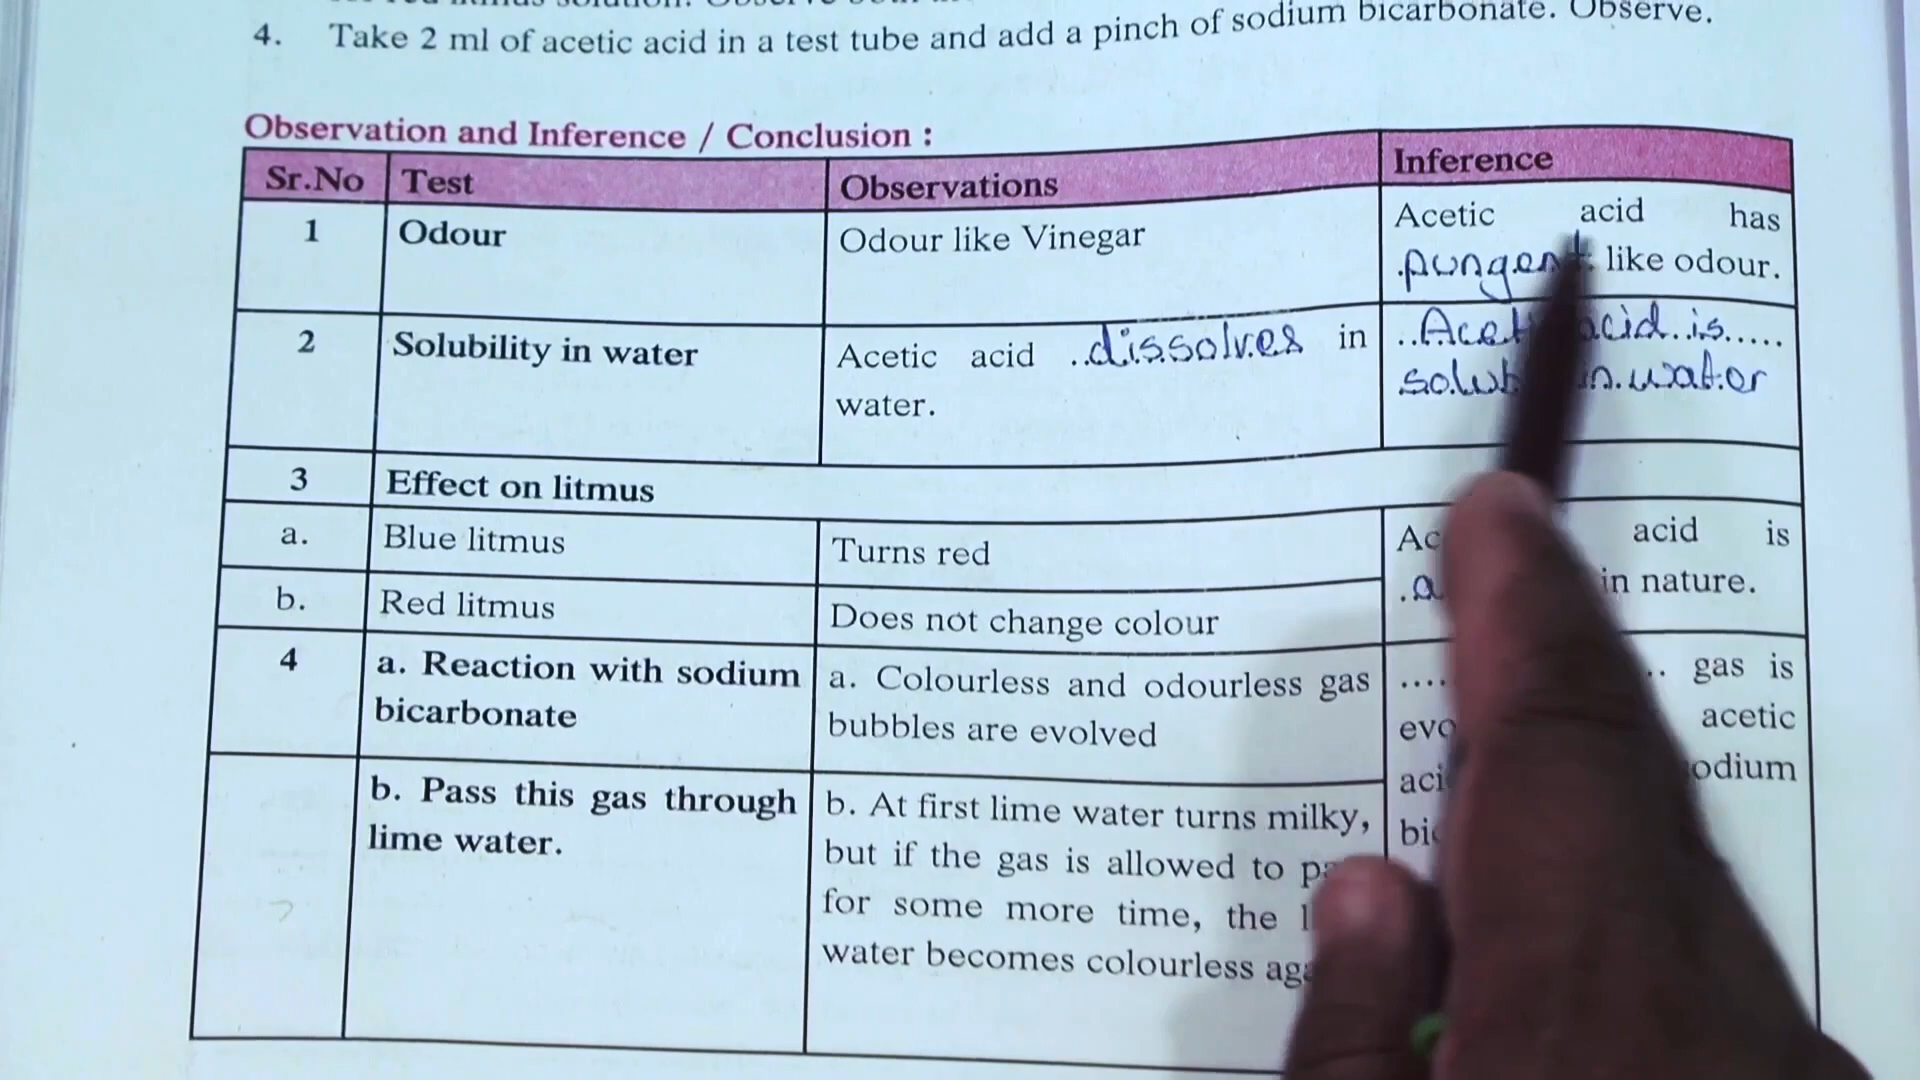 4. Take 2 ml of acetic acid in a test tube and add a pinch of sodium bicarbonate. Observe.
Observation and Inference / Conclusion :
Sr.No Test Observations Inference
1 Odour Odour like Vinegar
Acetic acid has
.pungent. like odour.
2 Solubility in water
Acetic acid ..dissolves in
water.
acid..is.....
water
3 Effect on litmus
a. Blue litmus Turns red
acid is
in nature.
b. Red litmus Does not change colour
4 a. Reaction with sodium
bicarbonate
a. Colourless and odourless gas
bubbles are evolved
gas is
acetic
b. Pass this gas through
lime water.
b. At first lime water turns milky,
but if the gas is allowed to
for some more time, the
water becomes colourless